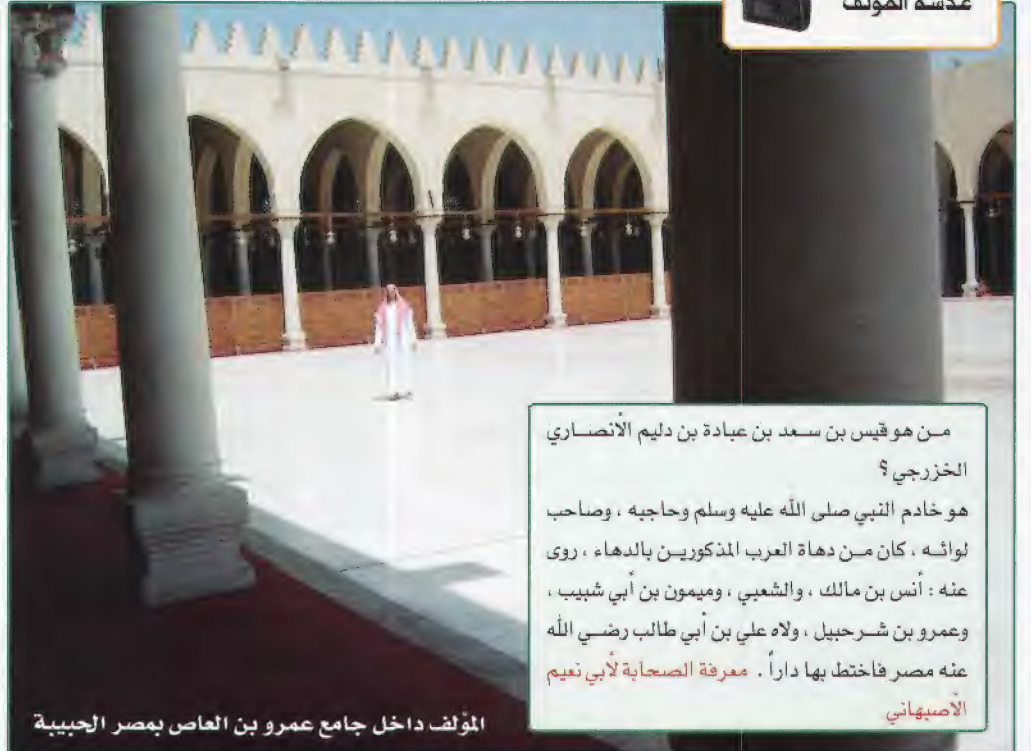 عدسة المؤلف
مـن هو قيس بن سـعد بن عبادة بن دليم الأنصـاري
الخزرجي ؟
هو خادم النبي صلى الله عليه وسلم وحاجبه ، وصاحب
لوائـه ، كان مـن دهاة العرب المذكوريـن بالدهاء ، روى
عنه : أنس بن مالك ، والشعبي ، وميمون بن أبي شبيب ،
وعمرو بن شـرحبيل ، ولاه علي بن أبي طالب رضـي الله
عنه مصر فاختط بها داراً . معرفة الصحابة لأبي نعيم
الأصبهاني
المؤلف داخل جامع عمرو بن العاص بمصر الحبيبة